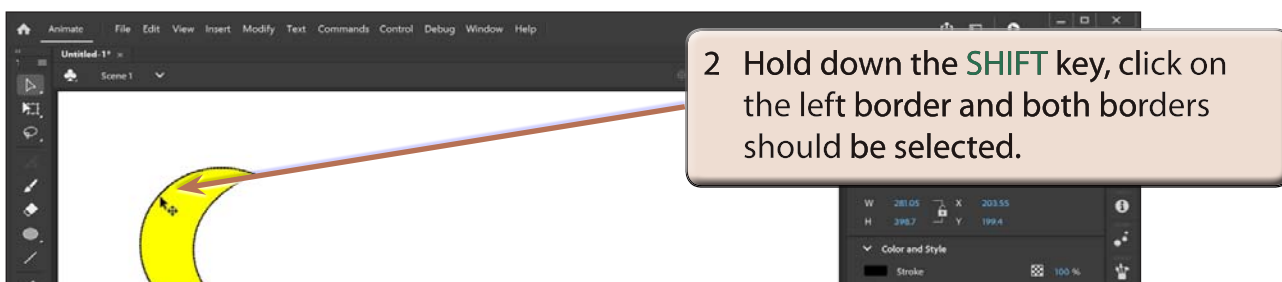 Animate File Edit View Insert Modify Text Commands Control Debug Window Help
Untitled-1* ×
Scene 1
2 Hold down the SHIFT key, click on
the left border and both borders
should be selected.
W 281.05 X 203.55
H 398.7 Y 199.4
Color and Style
Stroke 100 %